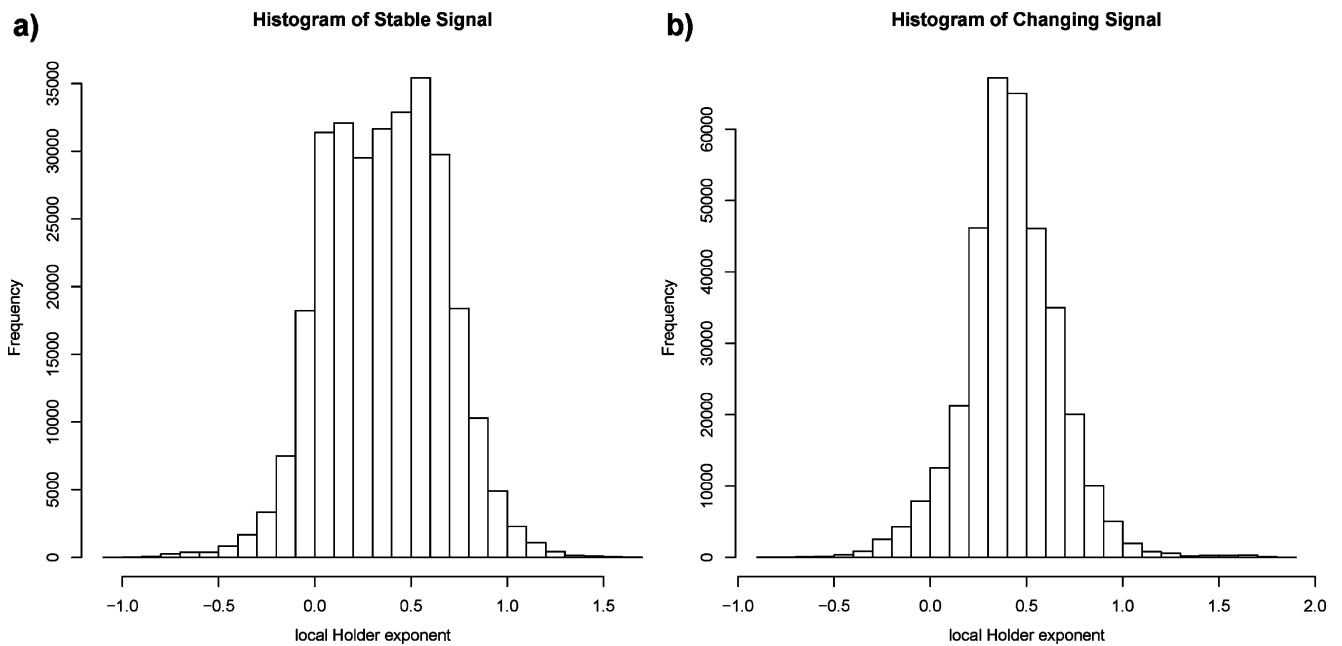 a)
Histogram of Stable Signal
Frequency
35000
30000
25000
20000
15000
10000
5000
0
−1.0 −0.5 0.0 0.5 1.0 1.5
local Holder exponent
b)
Histogram of Changing Signal
Frequency
60000
50000
40000
30000
20000
10000
0
−1.0 −0.5 0.0 0.5 1.0 1.5 2.0
local Holder exponent